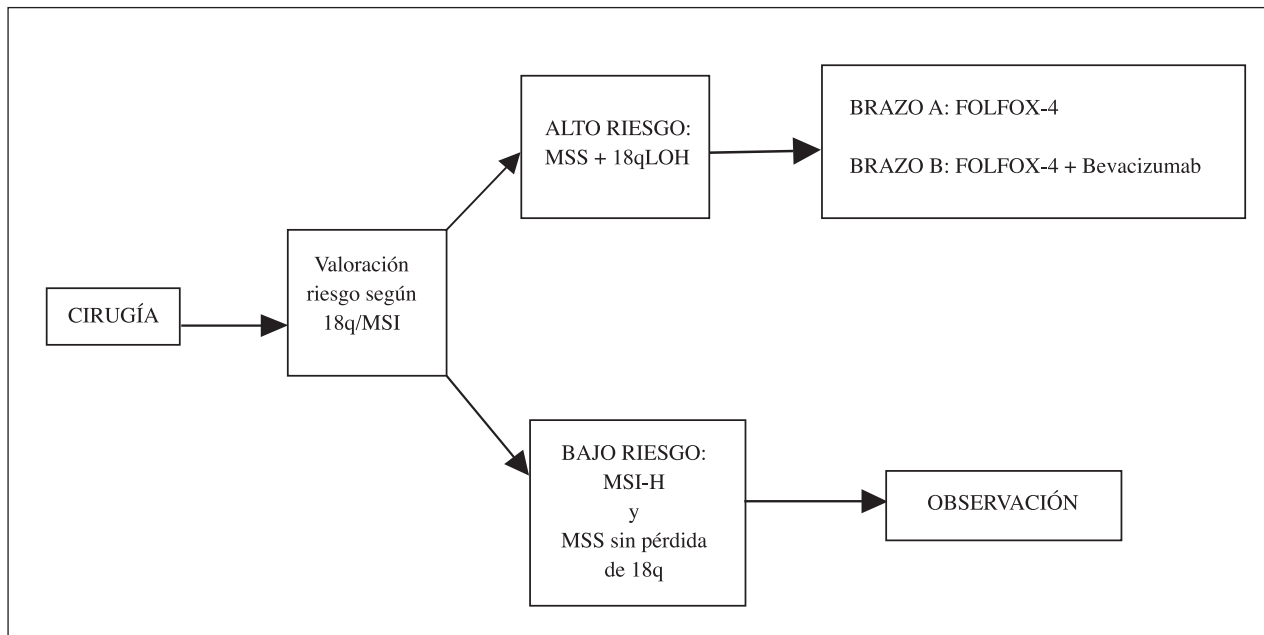 CIRUGÍA
Valoración
riesgo según
18q/MSI
ALTO RIESGO:
MSS + 18qLOH
BRAZO A: FOLFOX-4
BRAZO B: FOLFOX-4 + Bevacizumab
BAJO RIESGO:
MSI-H
y
MSS sin pérdida
de 18q
OBSERVACIÓN